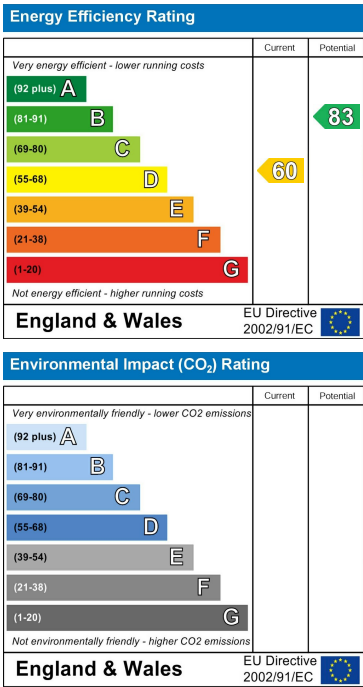 Energy Efficiency Rating
Current Potential
Very energy efficient - lower running costs
(92 plus) A
(81-91) B
83
(69-80) C
(55-68) D
60
(39-54) E
(21-38) F
(1-20) G
Not energy efficient - higher running costs
England & Wales
EU Directive
2002/91/EC
Environmental Impact (CO₂) Rating
Current Potential
Very environmentally friendly - lower CO2 emissions
(92 plus) A
(81-91) B
(69-80) C
(55-68) D
(39-54) E
(21-38) F
(1-20) G
Not environmentally friendly - higher CO2 emissions
England & Wales
EU Directive
2002/91/EC